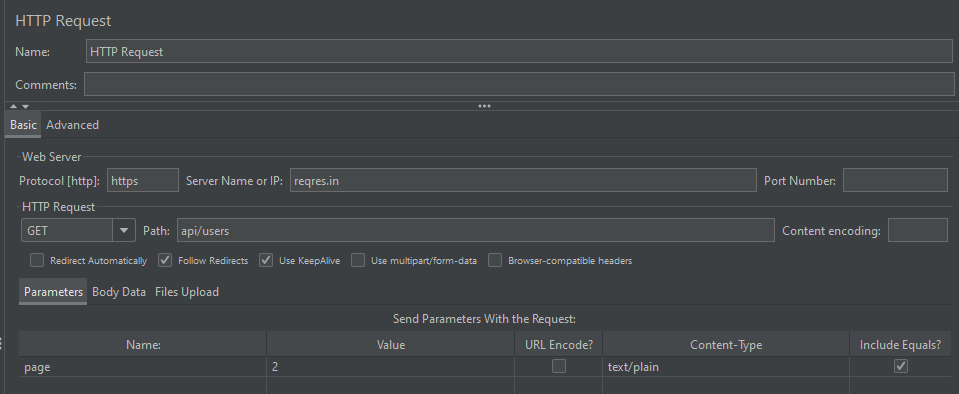 HTTP Request
Name: HTTP Request
Comments:
Basic Advanced
Web Server
Protocol [http]: https Server Name or IP: reqres.in Port Number:
HTTP Request
GET Path: api/users Content encoding:
Redirect Automatically Follow Redirects Use KeepAlive Use multipart/form-data Browser-compatible headers
Parameters Body Data Files Upload
Send Parameters With the Request:
Name: Value URL Encode? Content-Type Include Equals?
page 2 text/plain